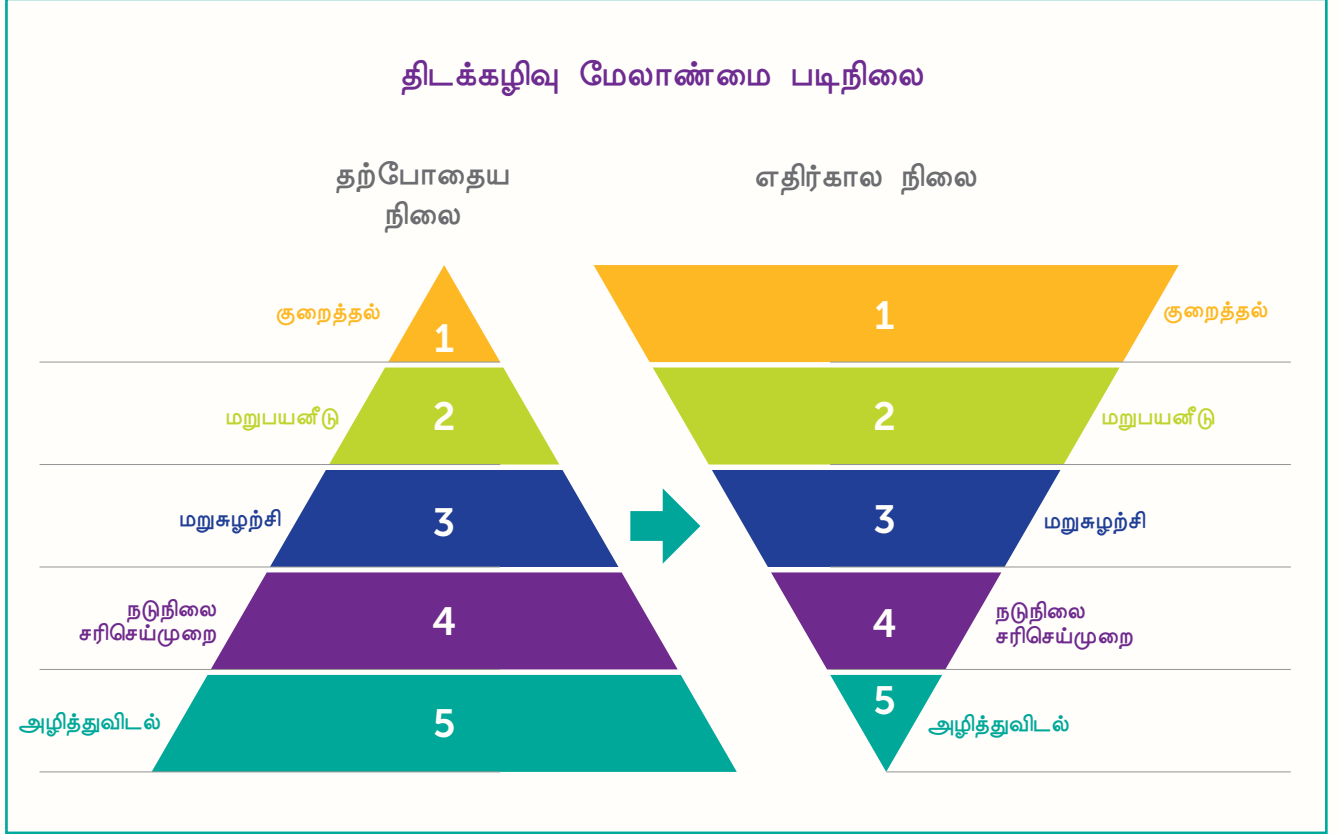 திடக்கழிவு மேலாண்மை படிநிலை
தற்போதைய
நிலை
குறைத்தல்
1
மறுபயனீடு
2
மறுசுழற்சி
3
நடுநிலை
சரிசெய்முறை
4
அழித்துவிடல்
5
எதிர்கால நிலை
1
குறைத்தல்
2
மறுபயனீடு
3
மறுசுழற்சி
4
நடுநிலை
சரிசெய்முறை
5
அழித்துவிடல்